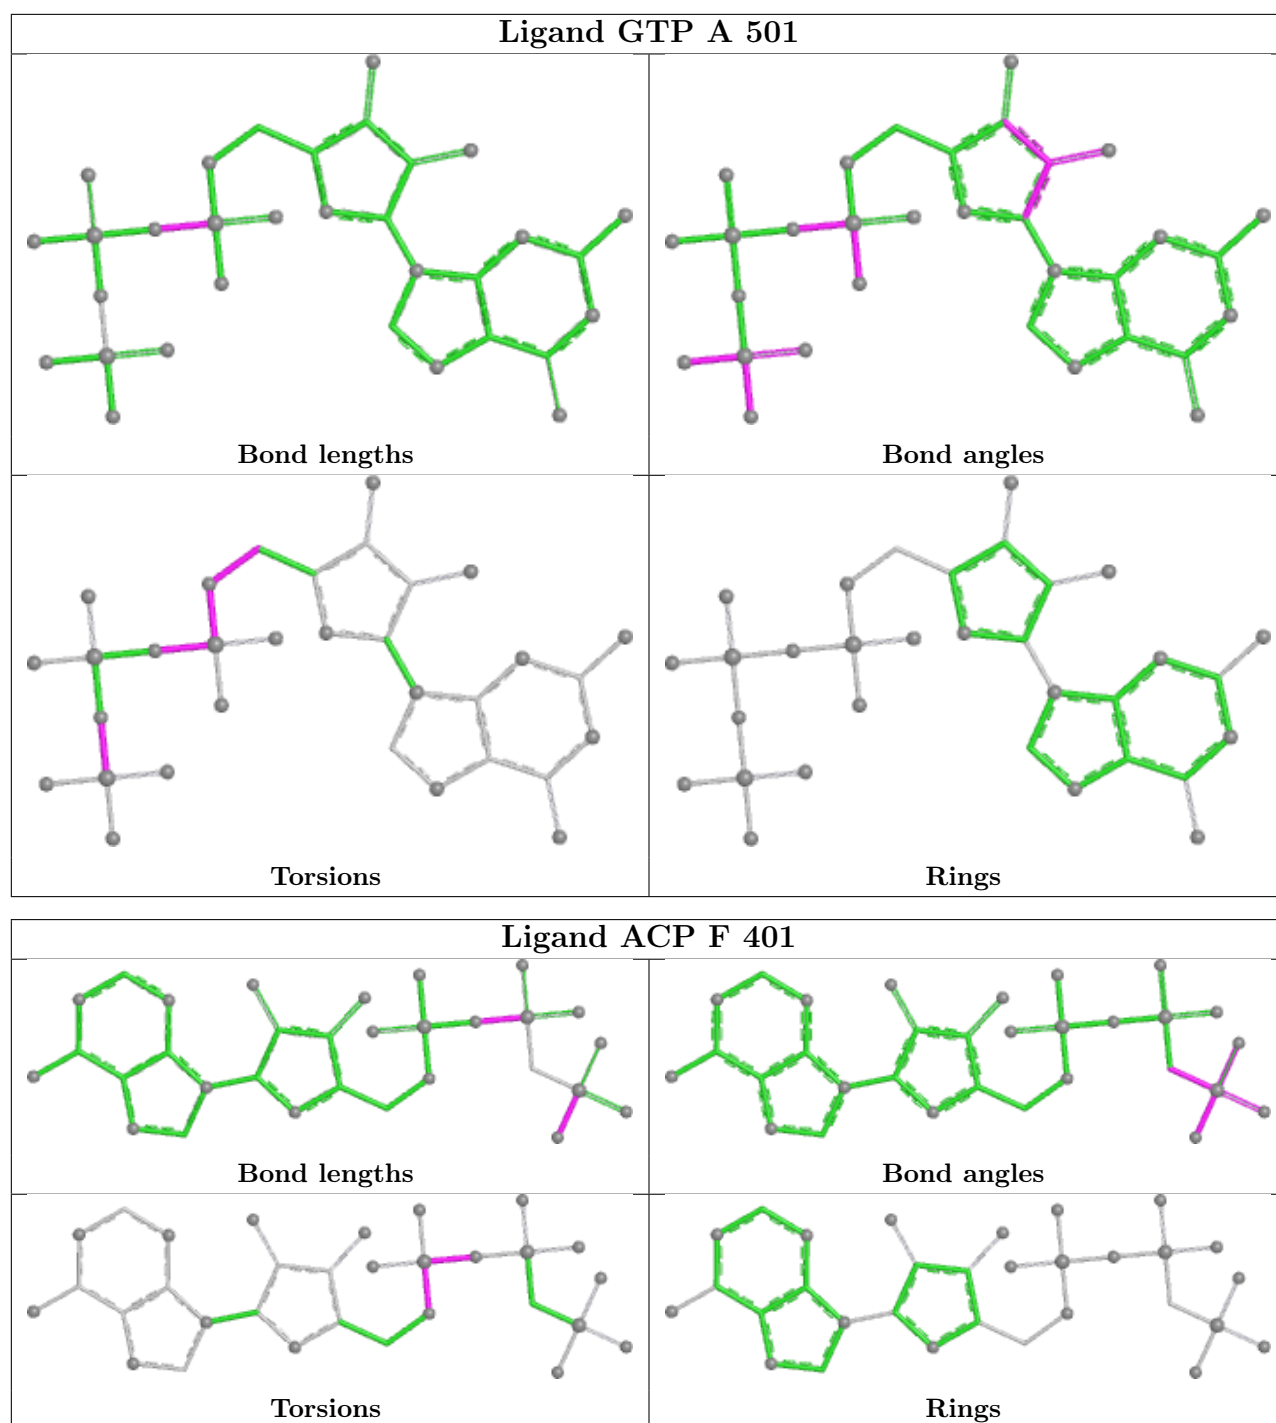 Ligand GTP A 501
Bond lengths
Bond angles
Torsions
Rings
Ligand ACP F 401
Bond lengths
Bond angles
Torsions
Rings